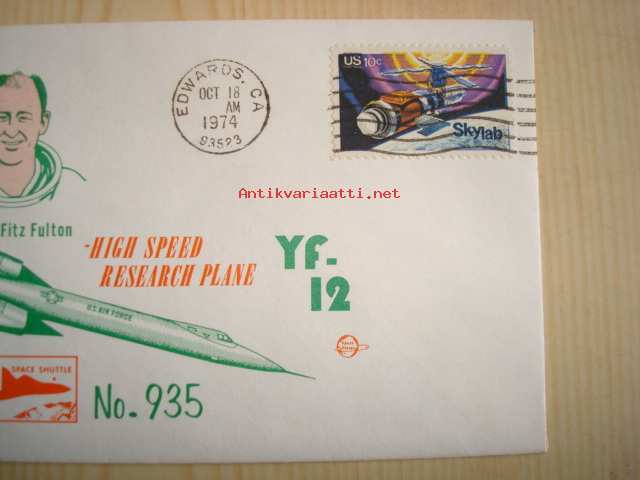 EDWARDS, CA
OCT 18
AM
1974
93523
US 10c
Skylab
Antikvariaatti.net
Fitz Fulton
-HIGH SPEED
RESEARCH PLANE
YF-
12
U.S. AIR FORCE
SPACE SHUTTLE
No. 935